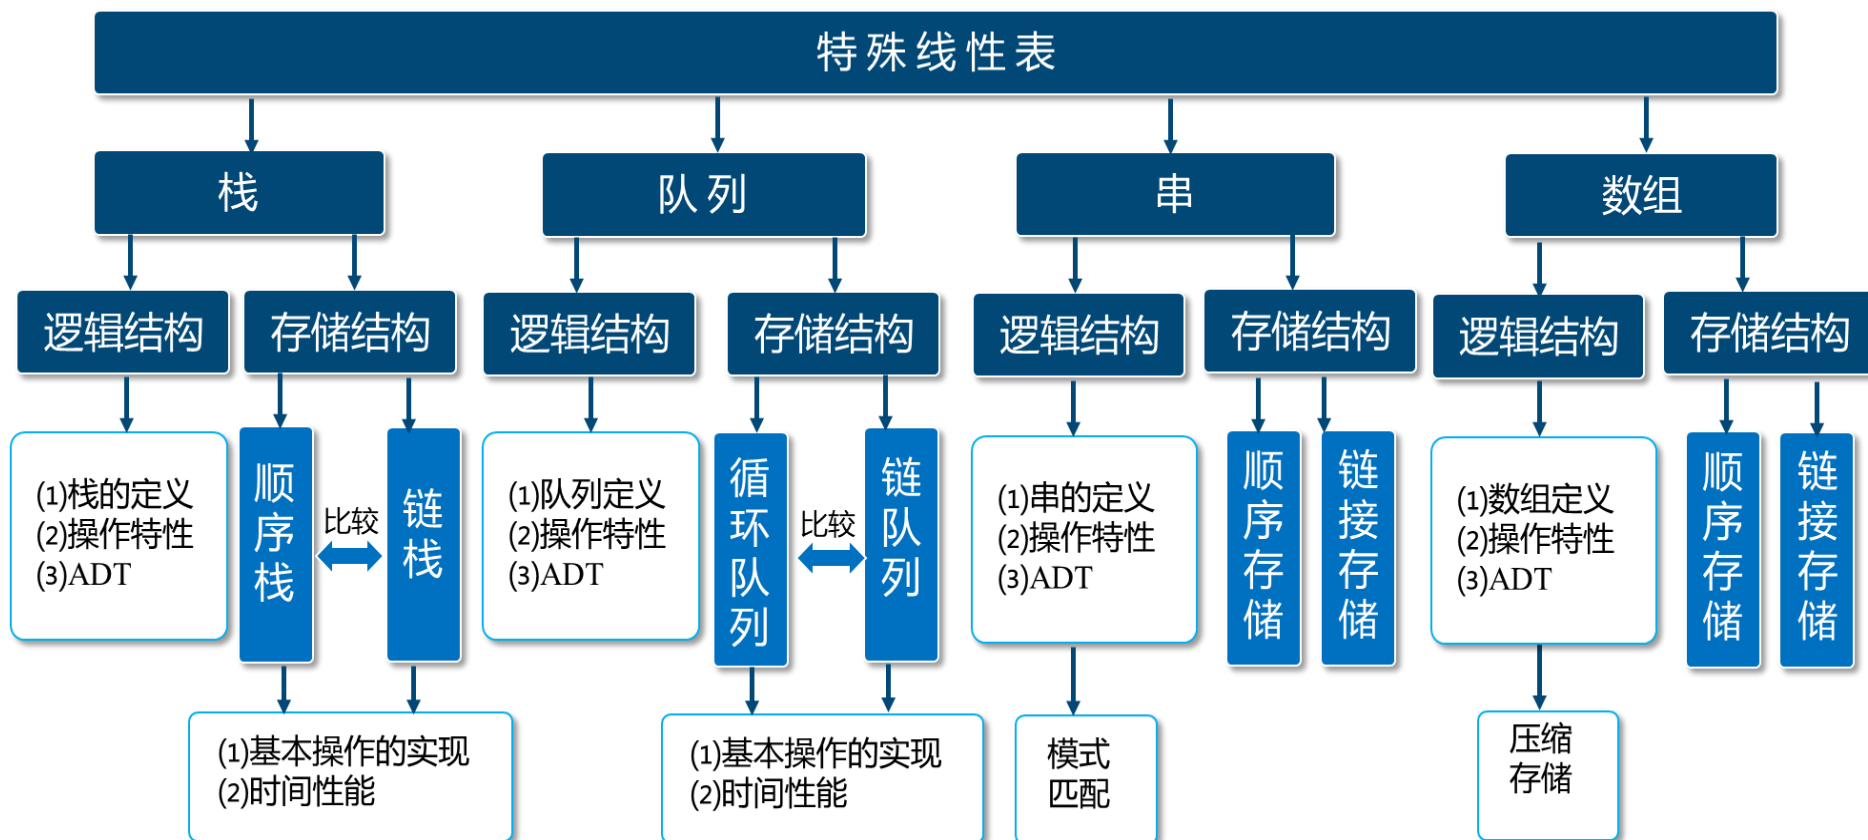 特殊线性表
栈
队列
串
数组
逻辑结构
存储结构
逻辑结构
存储结构
逻辑结构
存储结构
逻辑结构
存储结构
(1)栈的定义
(2)操作特性
(3)ADT
顺序栈
比较
链栈
(1)队列定义
(2)操作特性
(3)ADT
循环队列
比较
链队列
(1)串的定义
(2)操作特性
(3)ADT
顺序存储
链接存储
(1)数组定义
(2)操作特性
(3)ADT
顺序存储
链接存储
(1)基本操作的实现
(2)时间性能
(1)基本操作的实现
(2)时间性能
模式
匹配
压缩
存储